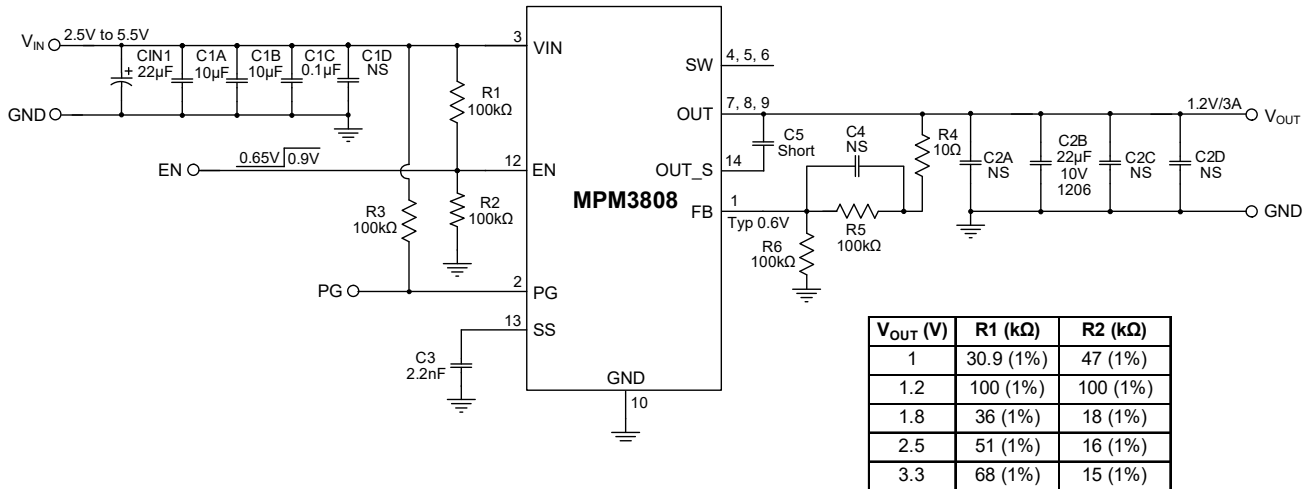 V_IN 2.5V to 5.5V
CIN1
22µF
+
C1A
10µF
C1B
10µF
C1C
0.1µF
C1D
NS
GND
R1
100kΩ
EN
0.65V 0.9V
R2
100kΩ
R3
100kΩ
PG
C3
2.2nF
3
VIN
12
EN
2
PG
13
SS
MPM3808
GND
10
SW
4, 5, 6
OUT
7, 8, 9
OUT_S
14
FB
1
Typ 0.6V
C5
Short
C4
NS
R4
10Ω
R5
100kΩ
R6
100kΩ
C2A
NS
C2B
22µF
10V
1206
C2C
NS
C2D
NS
1.2V/3A
V_OUT
GND
V_OUT (V) R1 (kΩ) R2 (kΩ)
1 30.9 (1%) 47 (1%)
1.2 100 (1%) 100 (1%)
1.8 36 (1%) 18 (1%)
2.5 51 (1%) 16 (1%)
3.3 68 (1%) 15 (1%)